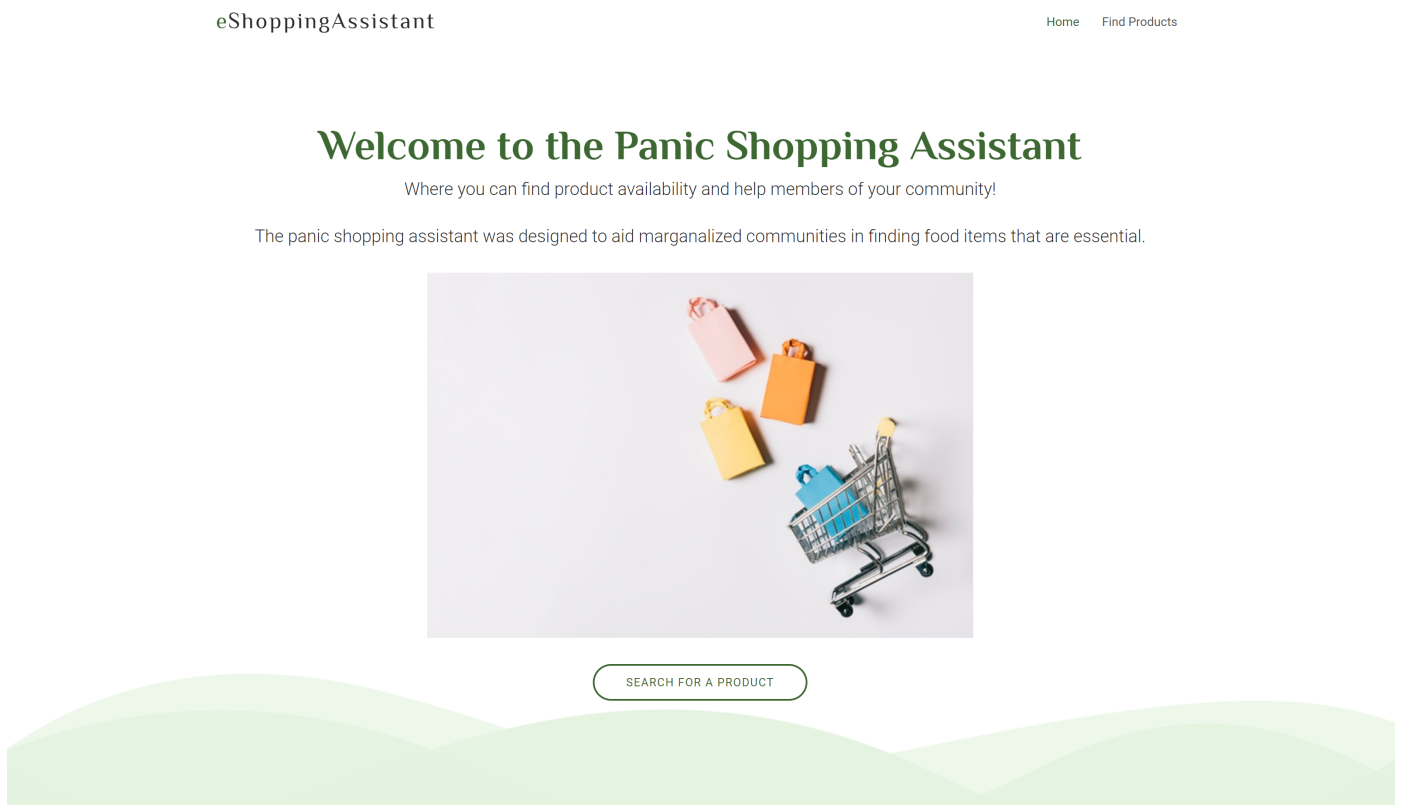 eShoppingAssistant
Home
Find Products
Welcome to the Panic Shopping Assistant
Where you can find product availability and help members of your community!
The panic shopping assistant was designed to aid marganalized communities in finding food items that are essential.
SEARCH FOR A PRODUCT